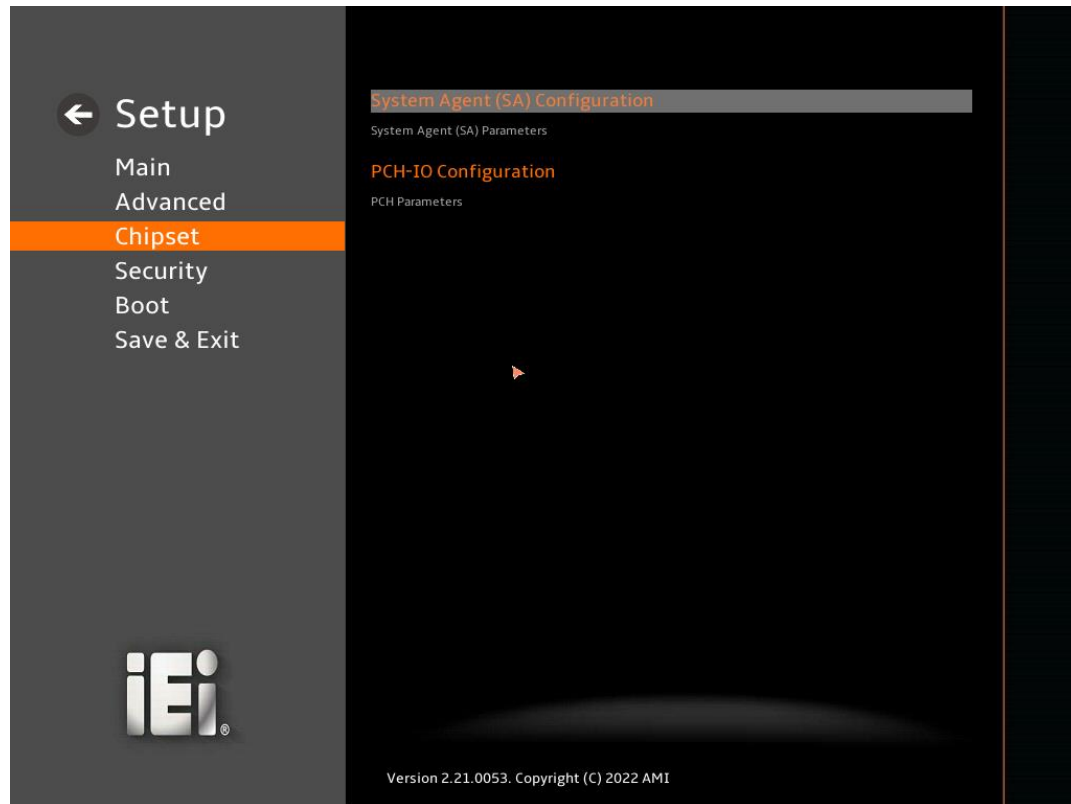 Setup
Main
Advanced
Chipset
Security
Boot
Save & Exit
iEi®
System Agent (SA) Configuration
System Agent (SA) Parameters
PCH-IO Configuration
PCH Parameters
Version 2.21.0053. Copyright (C) 2022 AMI